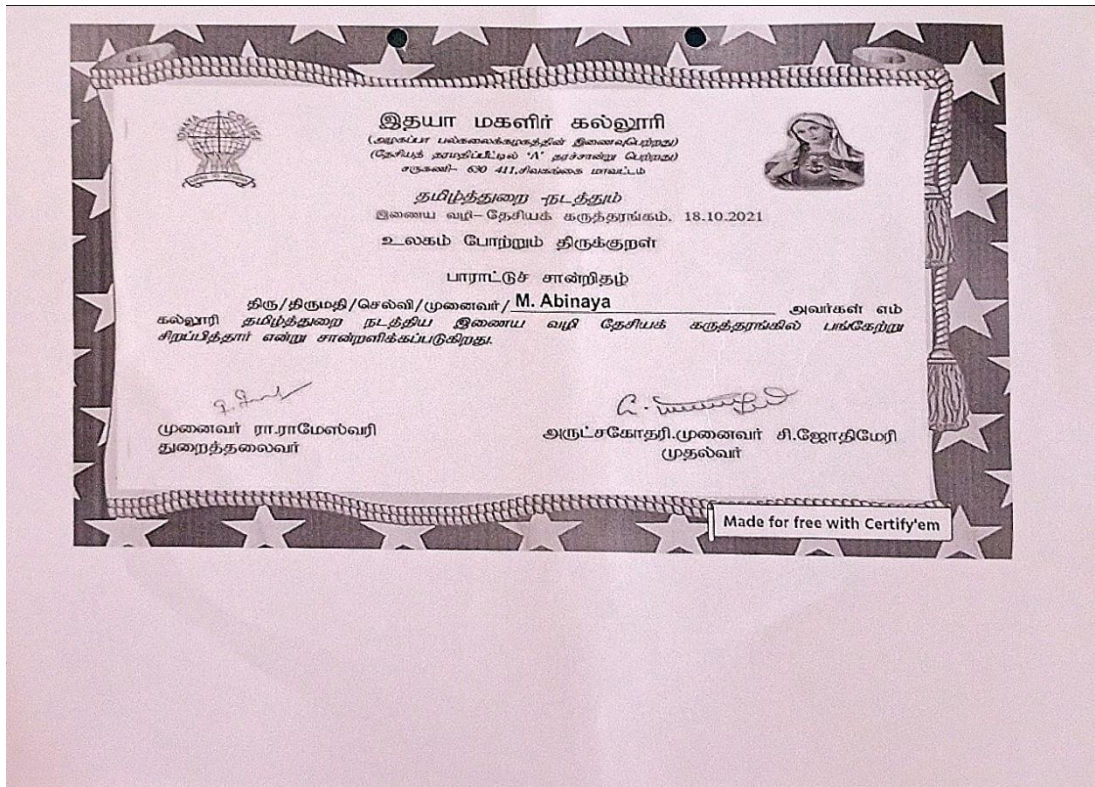 இதயா மகளிர் கல்லூரி
(அழகப்பா பல்கலைக்கழகத்தின் இணைவுபெற்றது)
(தேசியத் தரமதிப்பீட்டில் 'A' தரச்சான்று பெற்றது)
சருகணி– 630 411,சிவகங்கை மாவட்டம்
தமிழ்த்துறை -நடத்தும்
இணைய வழி– தேசியக் கருத்தரங்கம். 18.10.2021
உலகம் போற்றும் திருக்குறள்
பாராட்டுச் சான்றிதழ்
திரு/திருமதி/செல்வி/முனைவர்/ M. Abinaya அவர்கள் எம்
கல்லூரி தமிழ்த்துறை நடத்திய இணைய வழி தேசியக் கருத்தரங்கில் பங்கேற்று
சிறப்பித்தார் என்று சான்றளிக்கப்படுகிறது.
முனைவர் ரா.ராமேஸ்வரி
துறைத்தலைவர்
அருட்சகோதரி.முனைவர் சி.ஜோதிமேரி
முதல்வர்
Made for free with Certify'em